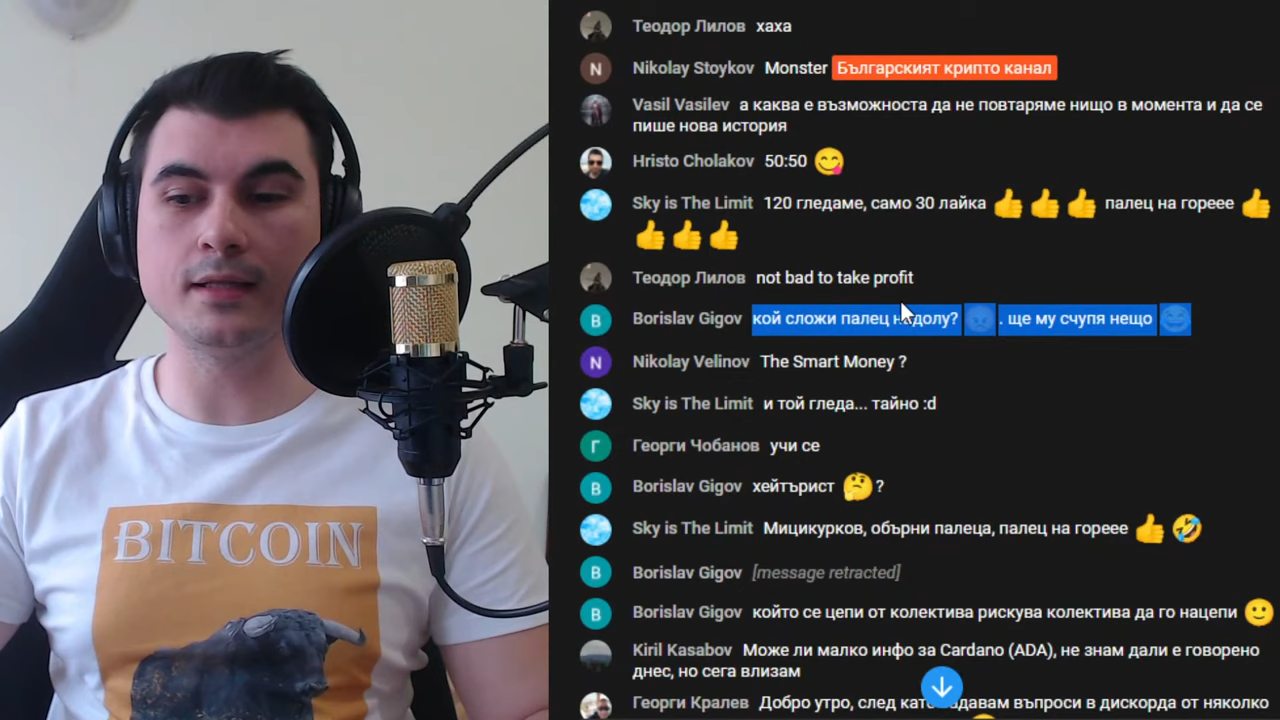 Теодор Лилов хаха
Nikolay Stoykov Monster Българският крипто канал
Vasil Vasilev а каква е възможноста да не повтаряме нищо в момента и да се
пише нова история
Hristo Cholakov 50:50 😋
Sky is The Limit 120 гледаме, само 30 лайка 👍👍👍 палец на гореее 👍
👍👍👍
Теодор Лилов not bad to take profit
Borislav Gigov кой сложи палец надолу? 😠. ще му счупя нещо 😂
Nikolay Velinov The Smart Money ?
Sky is The Limit и той гледа... тайно :d
Георги Чобанов учи се
Borislav Gigov хейтърист 🤔?
Sky is The Limit Мицикурков, обърни палеца, палец на гореее 👍🤣
Borislav Gigov [message retracted]
Borislav Gigov който се цепи от колектива рискува колектива да го нацепи 🙂
Kiril Kasabov Може ли малко инфо за Cardano (ADA), не знам дали е говорено
днес, но сега влизам
Георги Кралев Добро утро, след въпроси в дискорда от няколко
BITCOIN
N
B
N
Г
B
B
B